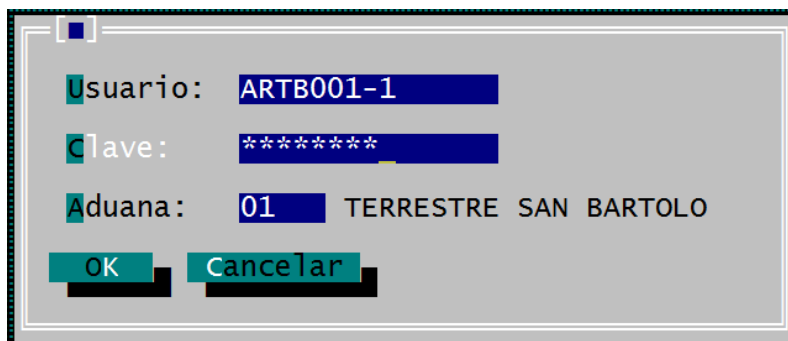 Usuario: ARTB001-1
Clave: ********_
Aduana: 01 TERRESTRE SAN BARTOLO
OK Cancelar